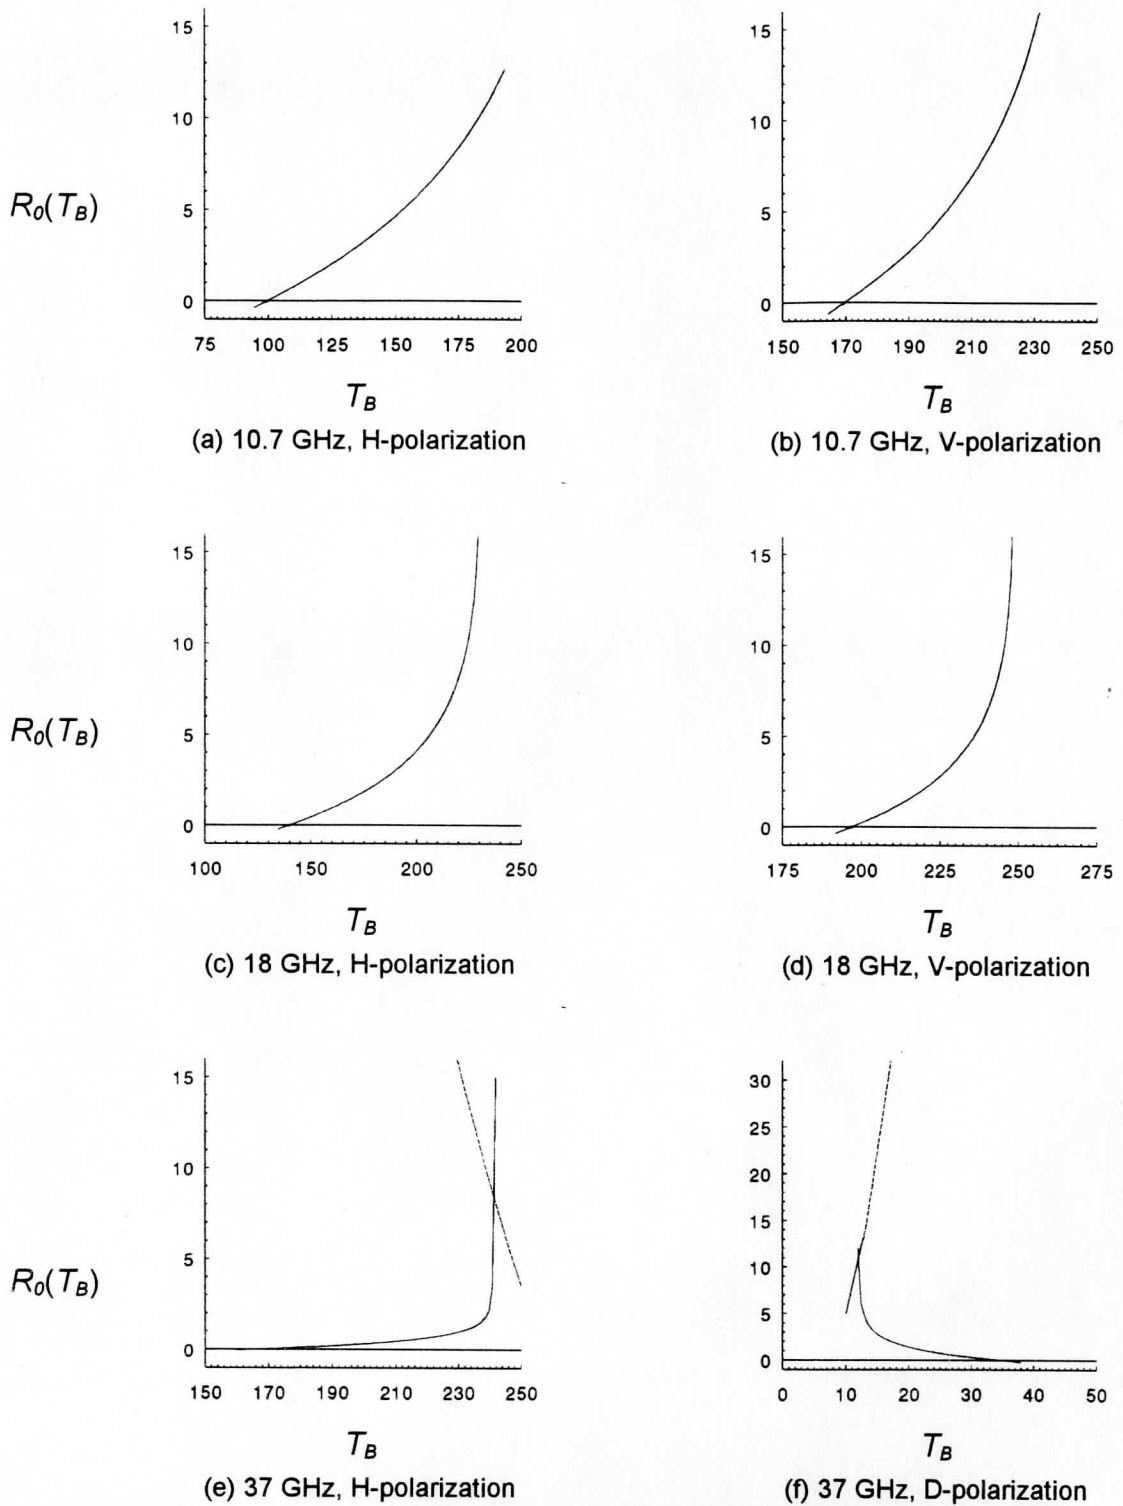 15
10
5
0
R0(TB)
75 100 125 150 175 200
TB
(a) 10.7 GHz, H-polarization
15
10
5
0
150 170 190 210 230 250
TB
(b) 10.7 GHz, V-polarization
15
10
5
0
R0(TB)
100 150 200 250
TB
(c) 18 GHz, H-polarization
15
10
5
0
175 200 225 250 275
TB
(d) 18 GHz, V-polarization
15
10
5
0
R0(TB)
150 170 190 210 230 250
TB
(e) 37 GHz, H-polarization
30
25
20
15
10
5
0
0 10 20 30 40 50
TB
(f) 37 GHz, D-polarization